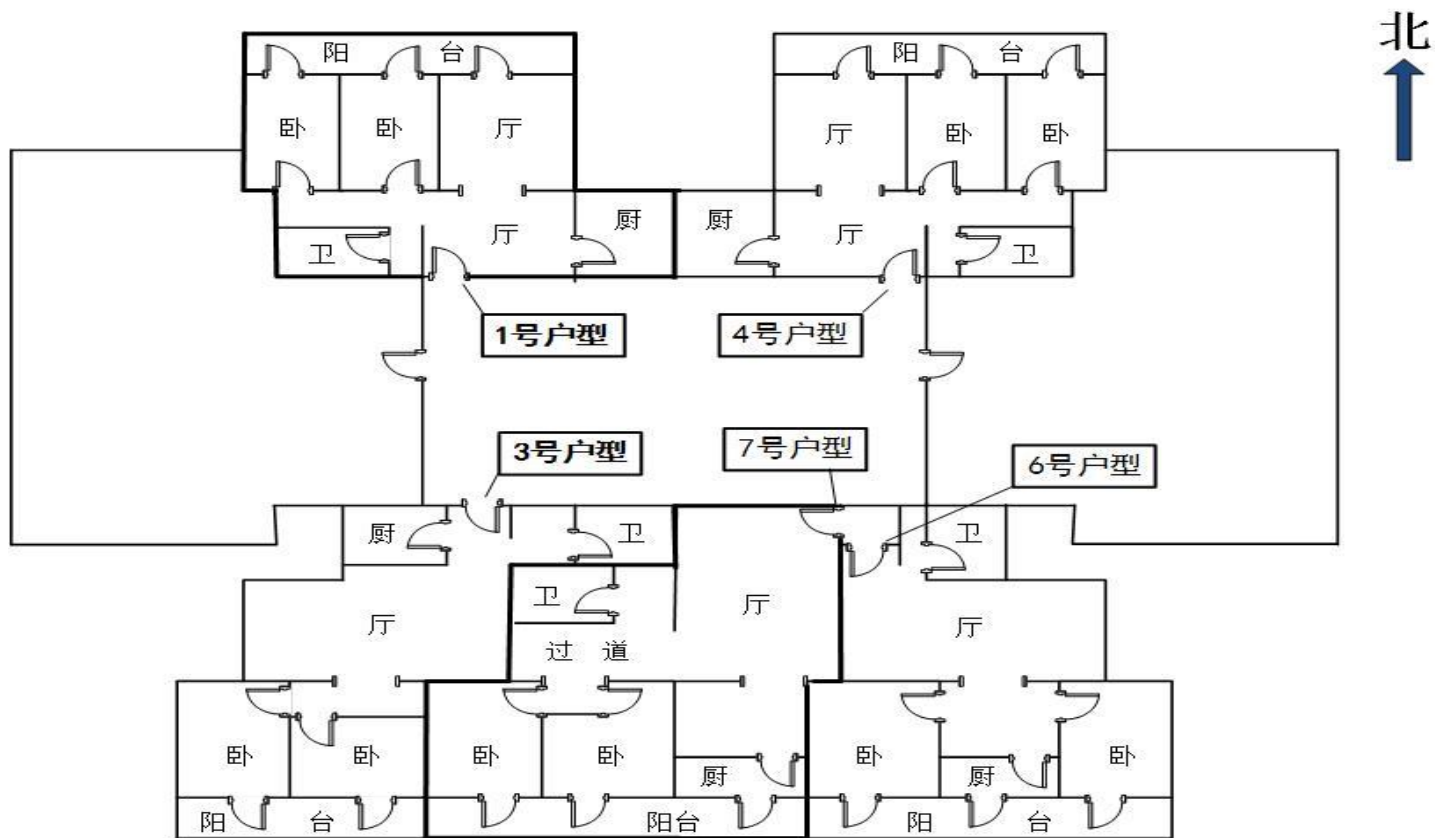 北
阳 台 阳 台
卧 卧 厅 厅 卧 卧
厨 厨
卫 厅 厅 卫
1号户型 4号户型
3号户型 7号户型 6号户型
厨 卫 卫
卫 厅
厅 过道 厅
卧 卧 卧 卧 厨 卧 厨 卧
阳 台 阳台 阳 台